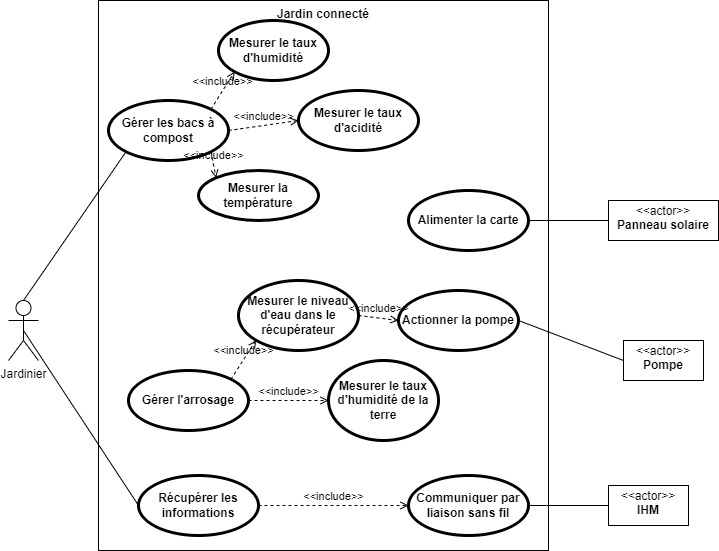 Jardin connecté
Mesurer le taux
d'humidité
<<include>>
Gérer les bacs à
compost
<<include>>
Mesurer le taux
d'acidité
<<include>>
Mesurer la
température
Alimenter la carte
<<actor>>
Panneau solaire
Jardinier
Mesurer le niveau
d'eau dans le
récupérateur
<<include>>
Actionner la pompe
<<include>>
<<actor>>
Pompe
Gérer l'arrosage
<<include>>
Mesurer le taux
d'humidité de la
terre
Récupérer les
informations
<<include>>
Communiquer par
liaison sans fil
<<actor>>
IHM